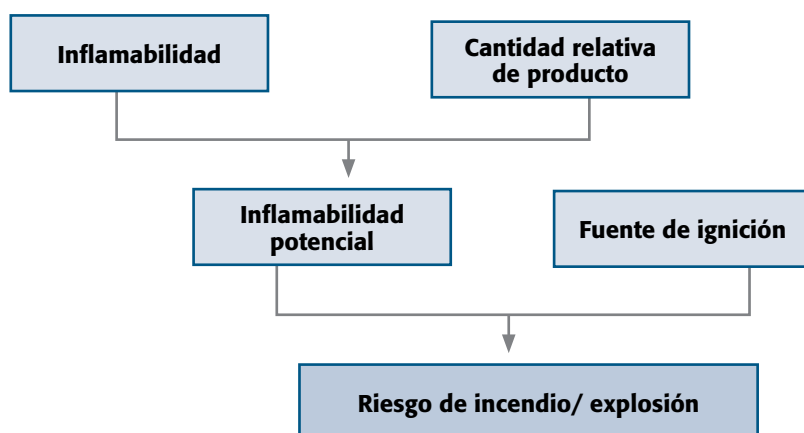 Inflamabilidad
Cantidad relativa
de producto
Inflamabilidad
potencial
Fuente de ignición
Riesgo de incendio/ explosión